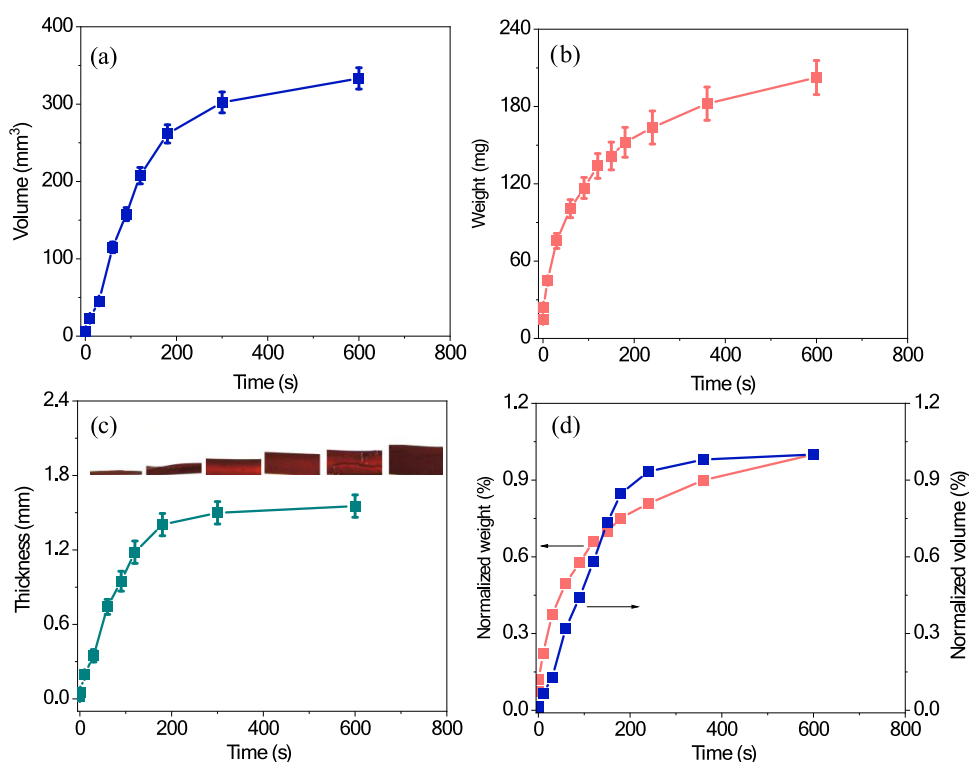 (a)
Volume (mm³)
400
300
200
100
0
0 200 400 600 800
Time (s)
(b)
Weight (mg)
240
180
120
60
0
0 200 400 600 800
Time (s)
(c)
Thickness (mm)
2.4
1.8
1.2
0.6
0.0
0 200 400 600 800
Time (s)
(d)
Normalized weight (%)
1.2
0.9
0.6
0.3
0.0
0 200 400 600 800
Time (s)
1.2
0.9
0.6
0.3
0.0
Normalized volume (%)